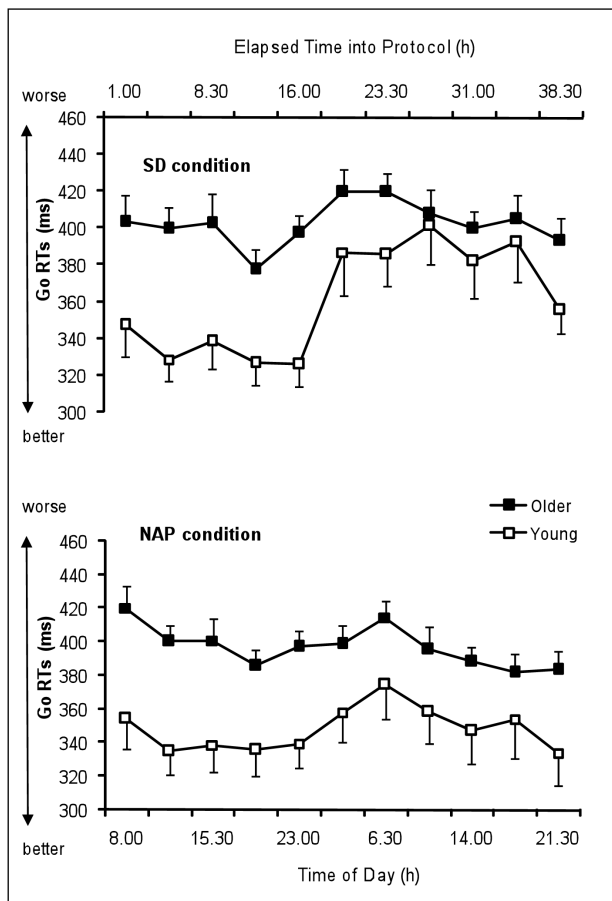 Elapsed Time into Protocol (h)
1.00 8.30 16.00 23.30 31.00 38.30
worse
460
440
420
400
380
360
340
320
300
SD condition
Go RTs (ms)
better
worse
Older
Young
460
440
420
400
380
360
340
320
300
NAP condition
Go RTs (ms)
better
8.00 15.30 23.00 6.30 14.00 21.30
Time of Day (h)